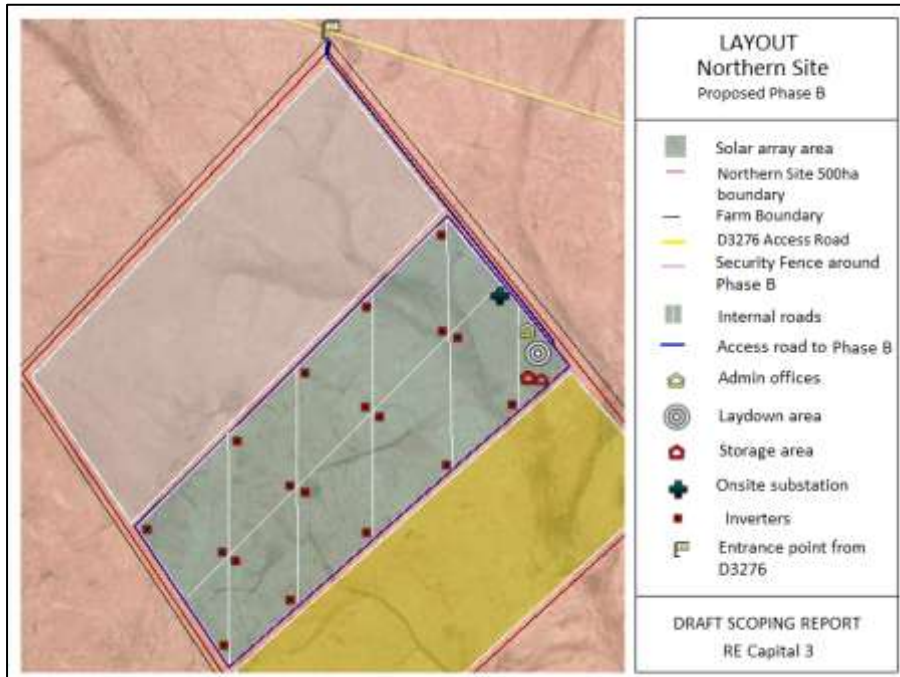 LAYOUT
Northern Site
Proposed Phase B
Solar array area
Northern Site 500ha
boundary
Farm Boundary
D3276 Access Road
Security Fence around
Phase B
Internal roads
Access road to Phase B
Admin offices
Laydown area
Storage area
Onsite substation
Inverters
Entrance point from
D3276
DRAFT SCOPING REPORT
RE Capital 3